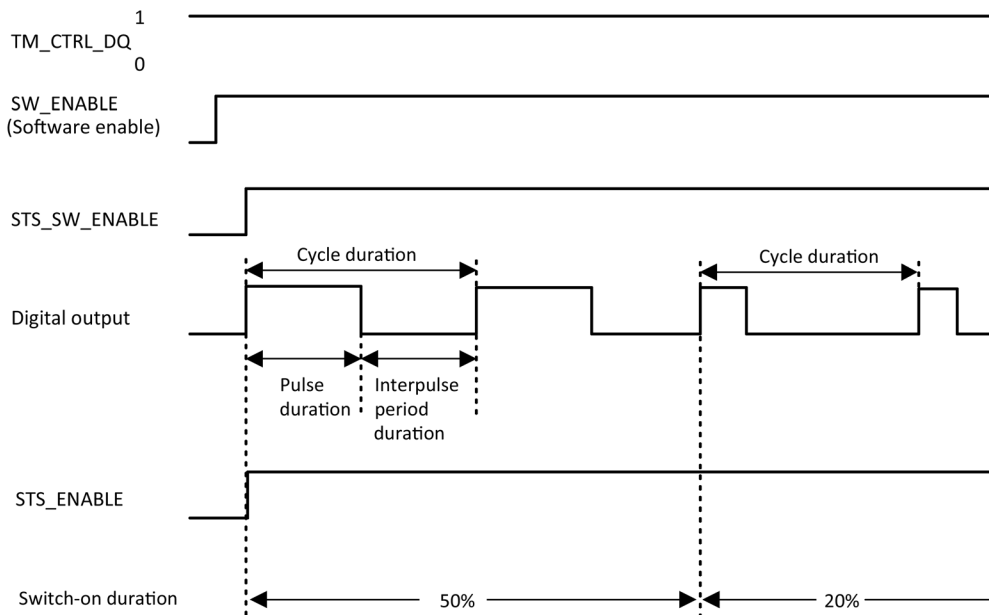 1
TM_CTRL_DQ
0
SW_ENABLE
(Software enable)
STS_SW_ENABLE
Cycle duration
Cycle duration
Digital output
Pulse
duration
Interpulse
period
duration
STS_ENABLE
Switch-on duration
50%
20%